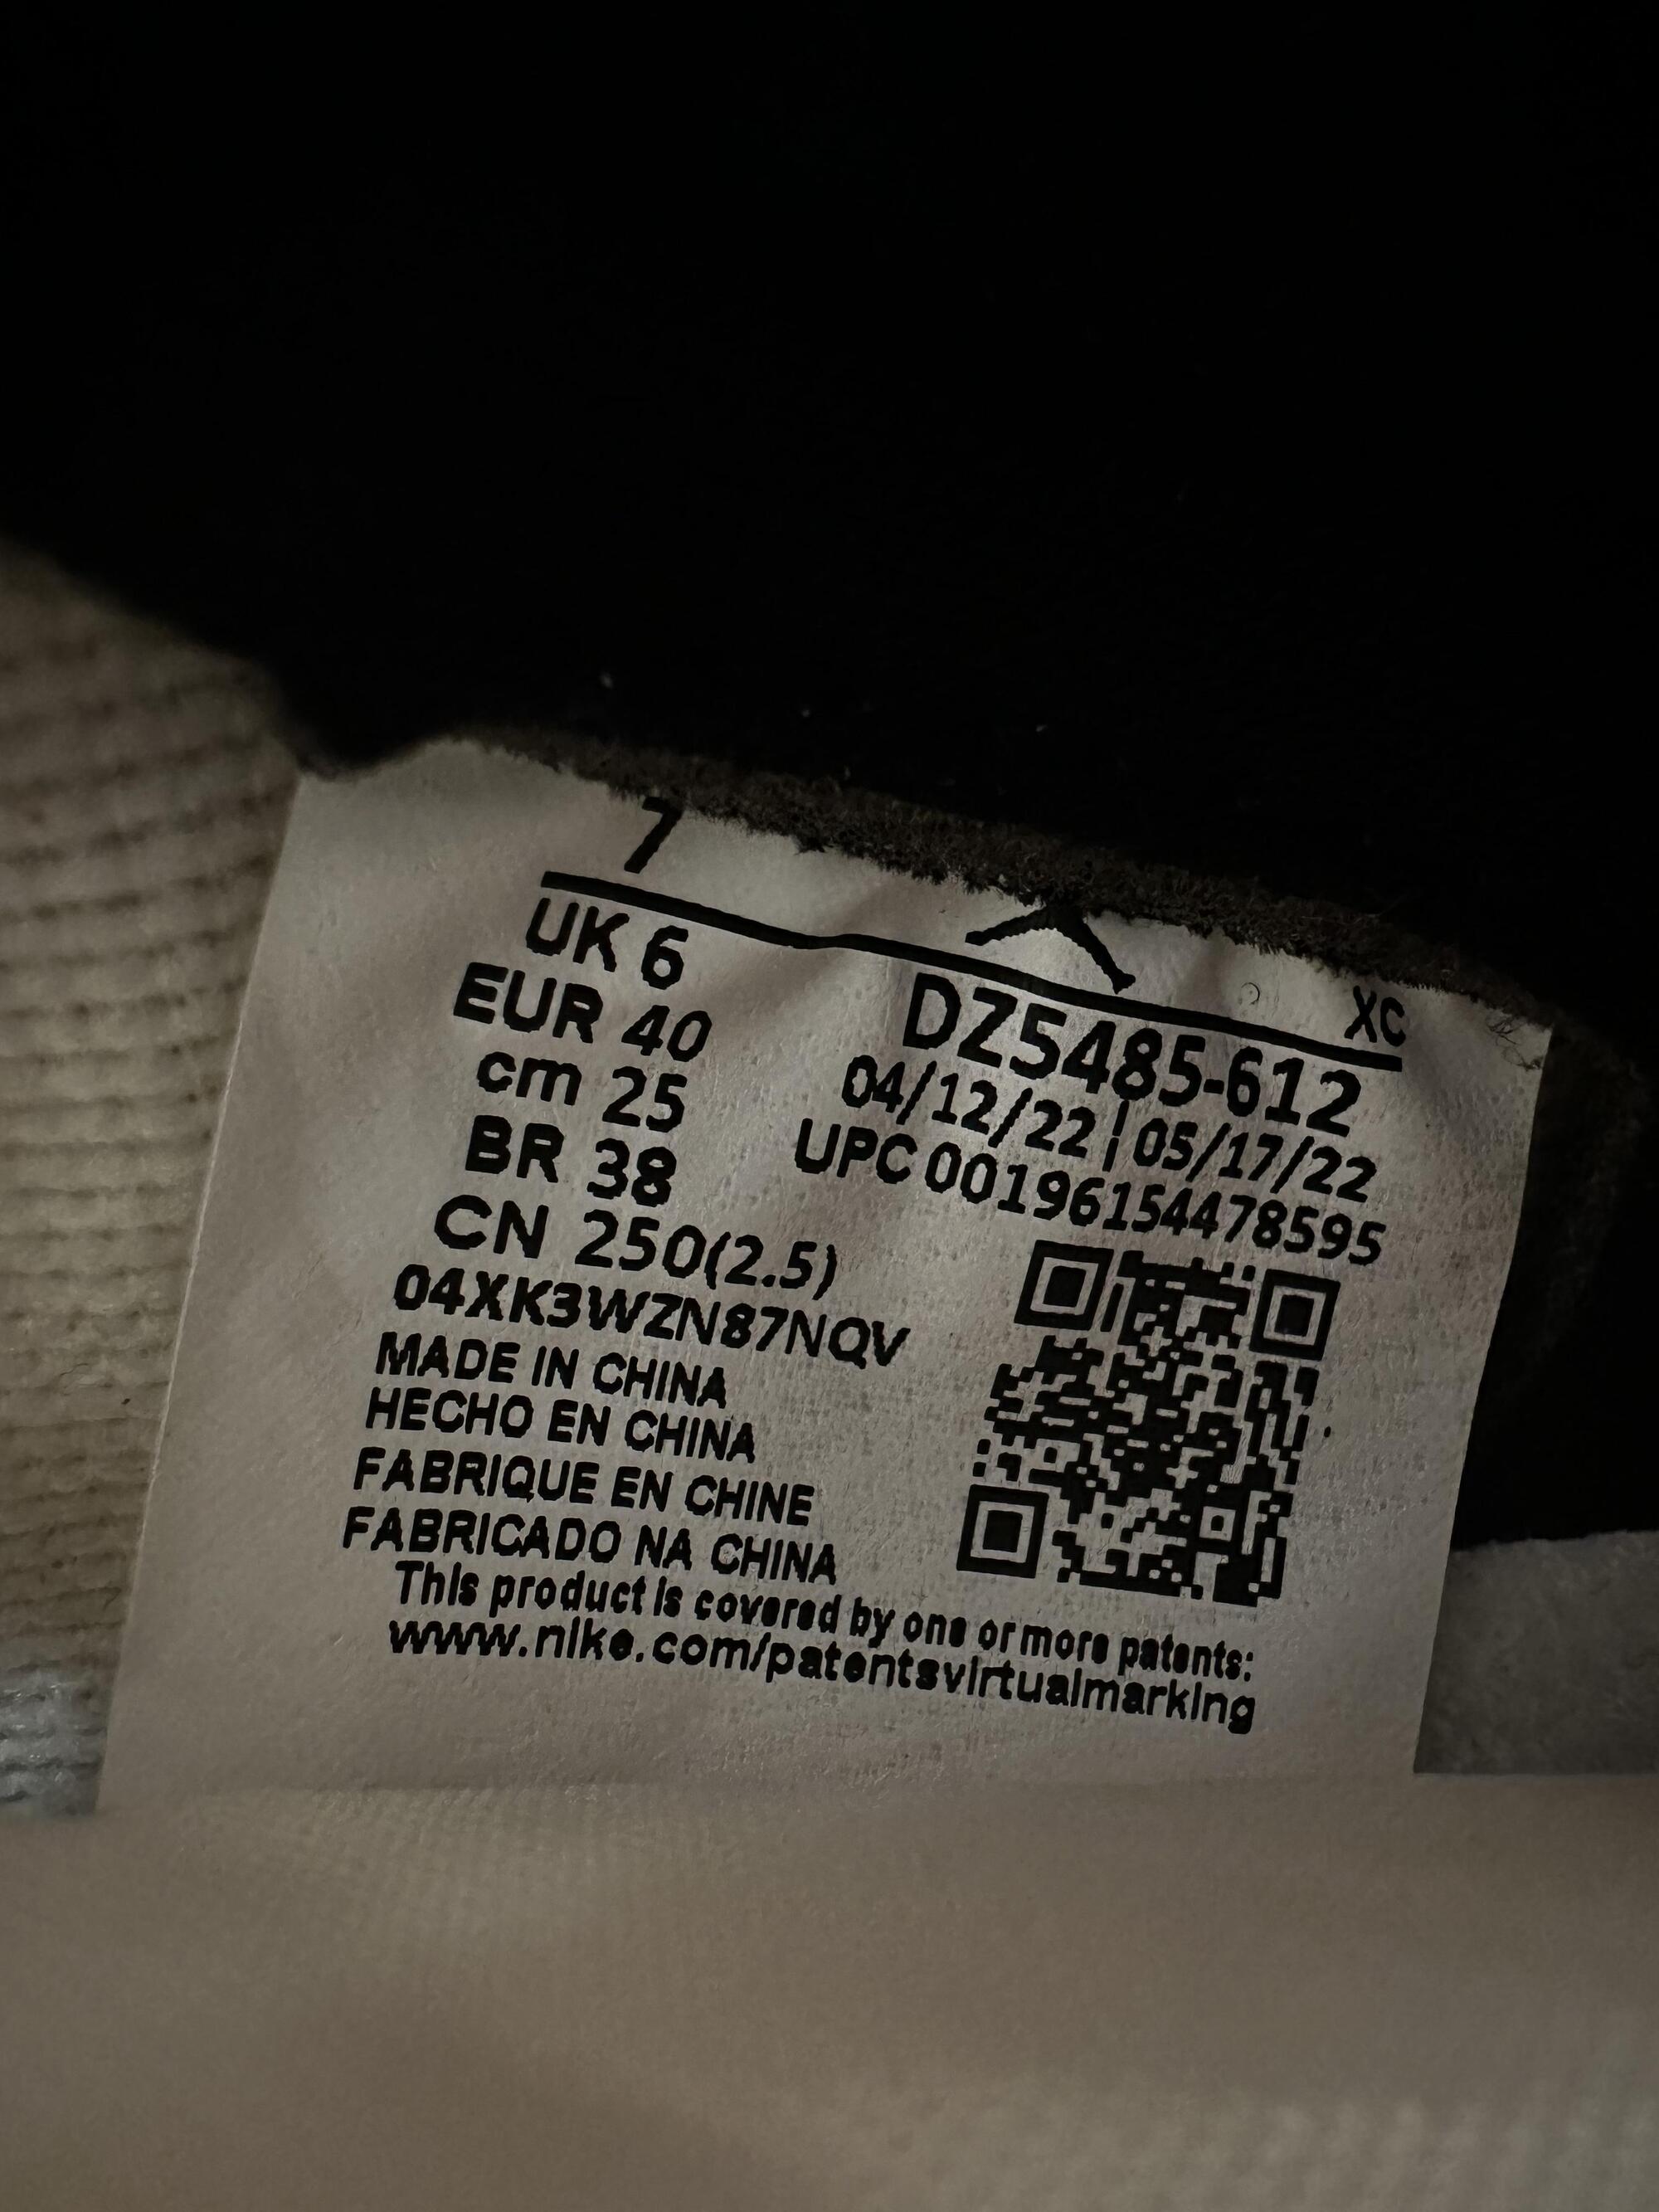 7
XC
UK 6
EUR 40
cm 25
BR 38
CN 250(2.5)
DZ5485-612
04/12/22 | 05/17/22
UPC 00196154478595
04XK3WZN87NQV
MADE IN CHINA
HECHO EN CHINA
FABRIQUE EN CHINE
FABRICADO NA CHINA
This product is covered by one or more patents:
www.nike.com/patentsvirtualmarking